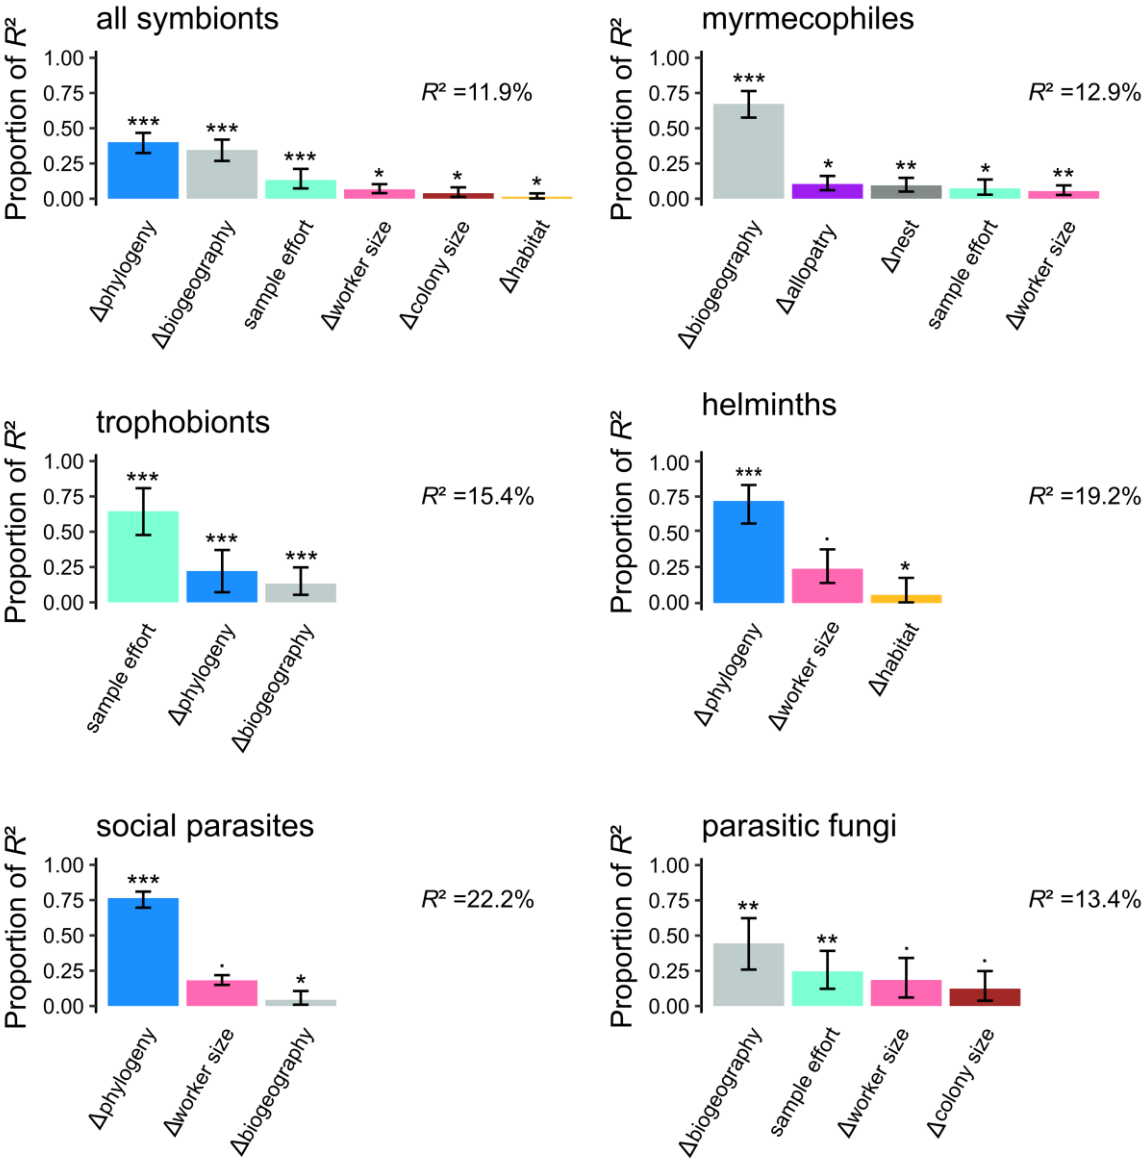 all symbionts
Proportion of R²
1.00
0.75
0.50
0.25
0.00
R² =11.9%
***
***
***
*
*
*
Δphylogeny
Δbiogeography
sample effort
Δworker size
Δcolony size
Δhabitat
myrmecophiles
Proportion of R²
1.00
0.75
0.50
0.25
0.00
R² =12.9%
***
*
**
*
**
Δbiogeography
Δallopatry
Δnest
sample effort
Δworker size
trophobionts
Proportion of R²
1.00
0.75
0.50
0.25
0.00
R² =15.4%
***
***
***
sample effort
Δphylogeny
Δbiogeography
helminths
Proportion of R²
1.00
0.75
0.50
0.25
0.00
R² =19.2%
***
.
*
Δphylogeny
Δworker size
Δhabitat
social parasites
Proportion of R²
1.00
0.75
0.50
0.25
0.00
R² =22.2%
***
.
*
Δphylogeny
Δworker size
Δbiogeography
parasitic fungi
Proportion of R²
1.00
0.75
0.50
0.25
0.00
R² =13.4%
**
**
.
.
Δbiogeography
sample effort
Δworker size
Δcolony size